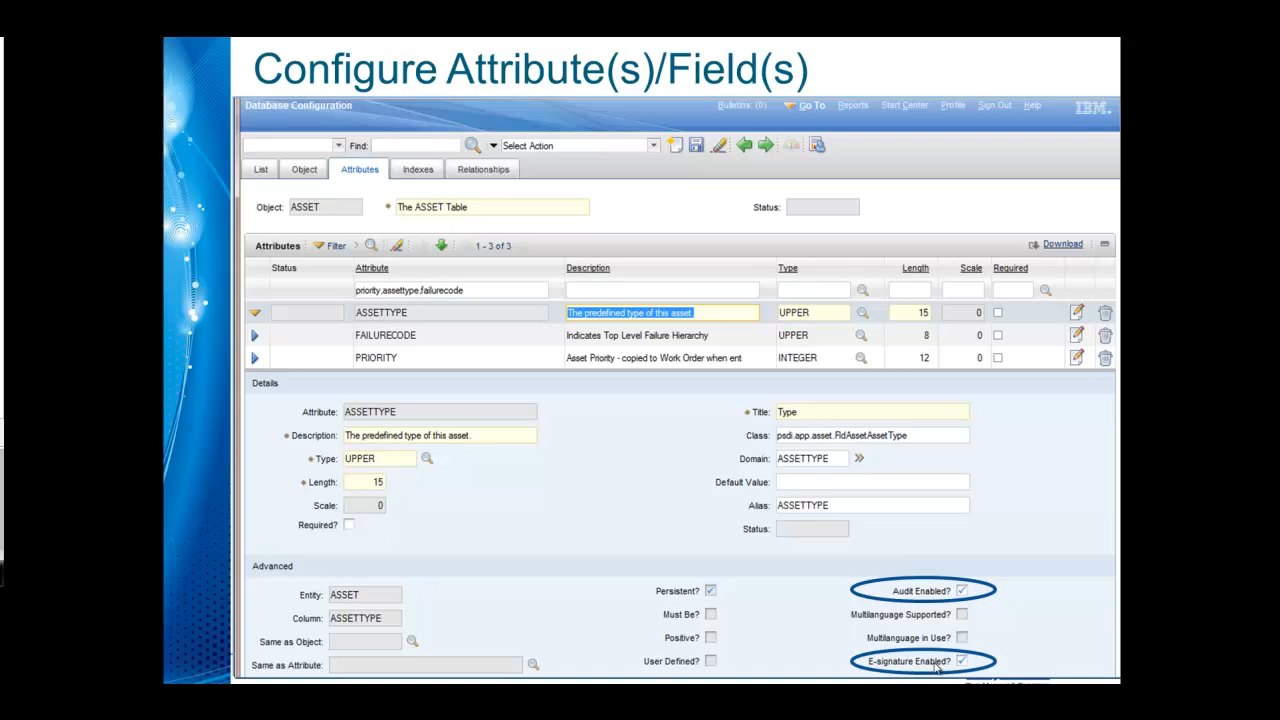 Configure Attribute(s)/Field(s)
Database Configuration
Bulletins: (0) Go To Reports Start Center Profile Sign Out Help IBM.
Find: Select Action
List Object Attributes Indexes Relationships
Object: ASSET * The ASSET Table Status:
Attributes Filter 1 - 3 of 3 Download
Status Attribute Description Type Length Scale Required
priority,assettype,failurecode
ASSETTYPE The predefined type of this asset. UPPER 15 0
FAILURECODE Indicates Top Level Failure Hierarchy UPPER 8 0
PRIORITY Asset Priority - copied to Work Order when ent INTEGER 12 0
Details
Attribute: ASSETTYPE * Title: Type
* Description: The predefined type of this asset. Class: psdi.app.asset.FldAssetAssetType
* Type: UPPER Domain: ASSETTYPE
* Length: 15 Default Value:
Scale: 0 Alias: ASSETTYPE
Required? Status:
Advanced
Entity: ASSET Persistent? Audit Enabled?
Column: ASSETTYPE Must Be? Multilanguage Supported?
Same as Object: Positive? Multilanguage in Use?
Same as Attribute: User Defined? E-signature Enabled?